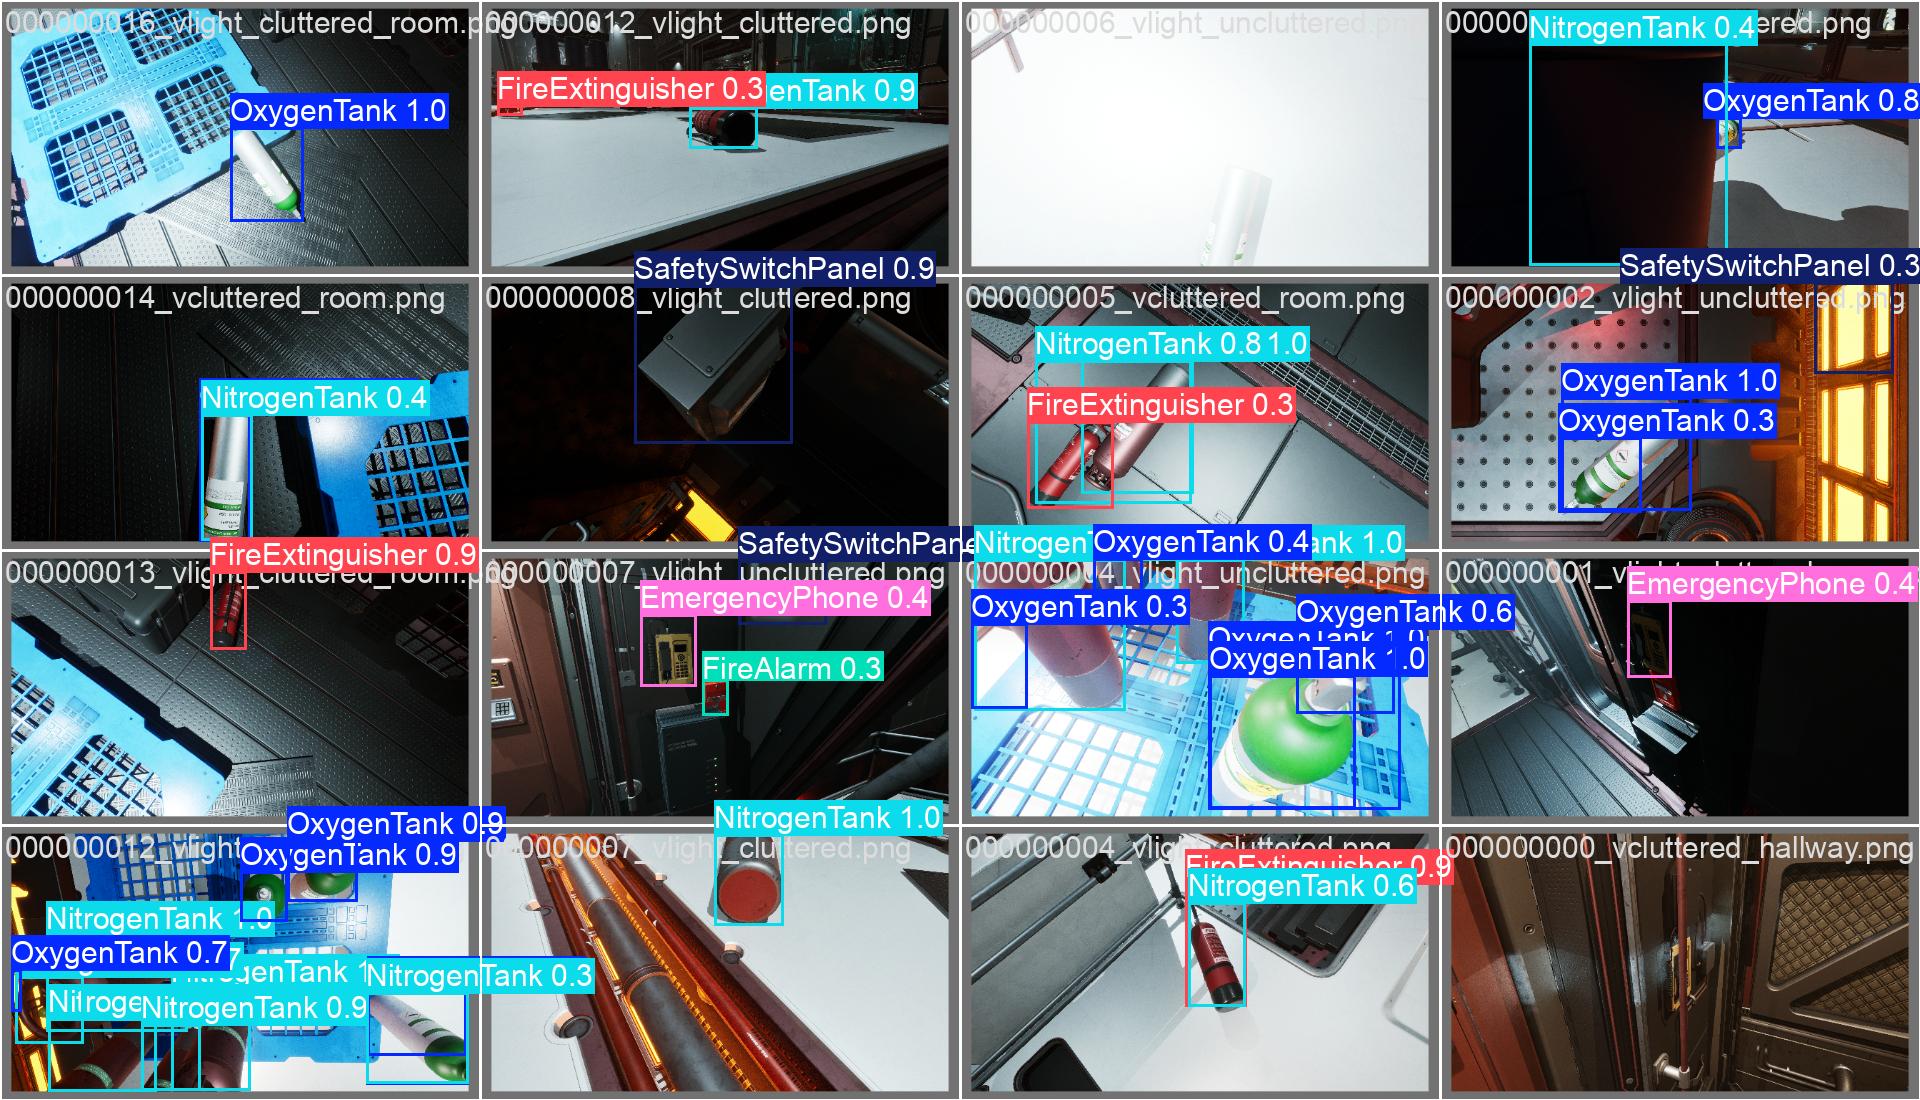 000000016_vlight_cluttered_room.png
OxygenTank 1.0
000000012_vlight_cluttered.png
FireExtinguisher 0.3
enTank 0.9
000000006_vlight_uncluttered.png
00000
ered.png
NitrogenTank 0.4
OxygenTank 0.8
000000014_vcluttered_room.png
NitrogenTank 0.4
SafetySwitchPanel 0.9
000000008_vlight_cluttered.png
000000005_vcluttered_room.png
NitrogenTank 0.8
1.0
FireExtinguisher 0.3
SafetySwitchPanel 0.3
000000002_vlight_uncluttered.png
OxygenTank 1.0
OxygenTank 0.3
FireExtinguisher 0.9
000000013_vlight_cluttered_room.png
SafetySwitchPane
000000007_vlight_uncluttered.png
EmergencyPhone 0.4
FireAlarm 0.3
Nitrogen
OxygenTank 0.4
ank 1.0
000000004_vlight_uncluttered.png
OxygenTank 0.3
OxygenTank 0.6
OxygenTank 1.0
OxygenTank 1.0
EmergencyPhone 0.4
OxygenTank 0.9
000000012_vlight
OxygenTank 0.9
NitrogenTank 1.0
OxygenTank 0.7
genTank 1
NitrogenTank 0.3
Nitroge
NitrogenTank 0.9
NitrogenTank 1.0
000000007_vlight_cluttered.png
000000004_vlight_cluttered.png
FireExtinguisher 0.9
NitrogenTank 0.6
000000000_vcluttered_hallway.png